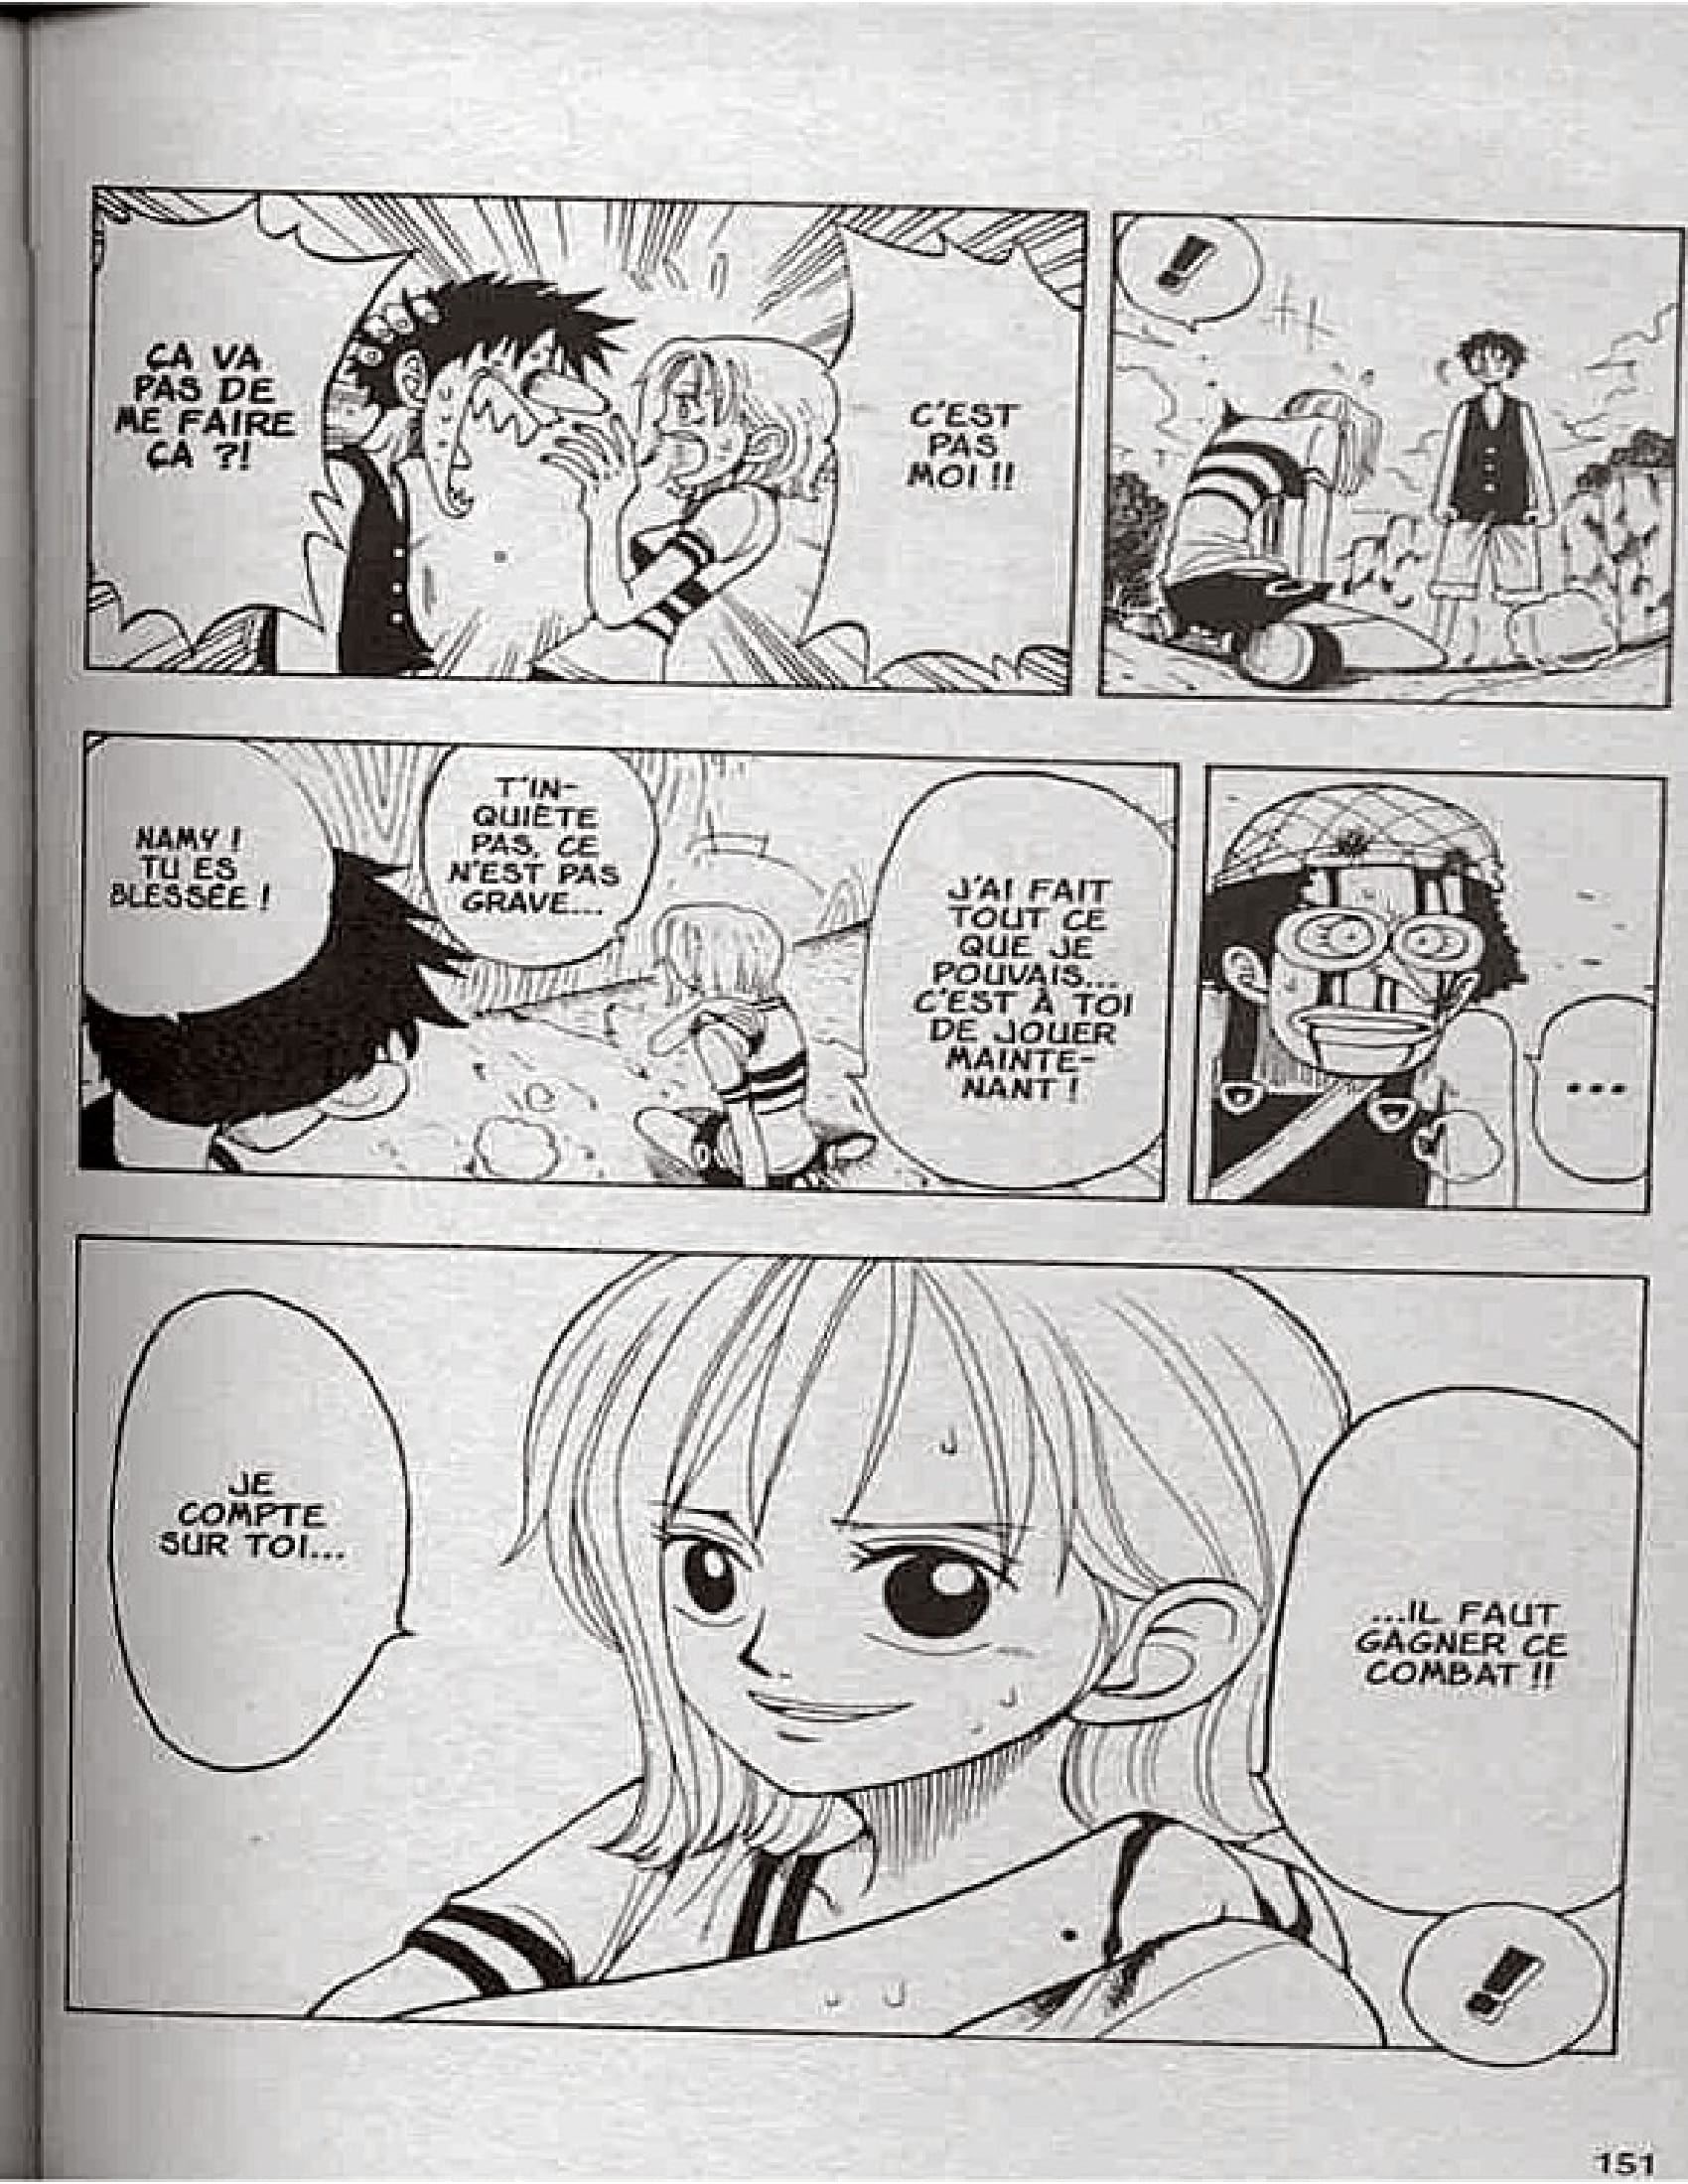 !
C'EST
PAS
MOI !!
ÇA VA
PAS DE
ME FAIRE
ÇA ?!
...
J'AI FAIT
TOUT CE
QUE JE
POUVAIS...
C'EST À TOI
DE JOUER
MAINTE-
NANT !
T'IN-
QUIÈTE
PAS, CE
N'EST PAS
GRAVE...
NAMY !
TU ES
BLESSÉE !
...IL FAUT
GAGNER CE
COMBAT !!
JE
COMPTE
SUR TOI...
!
151